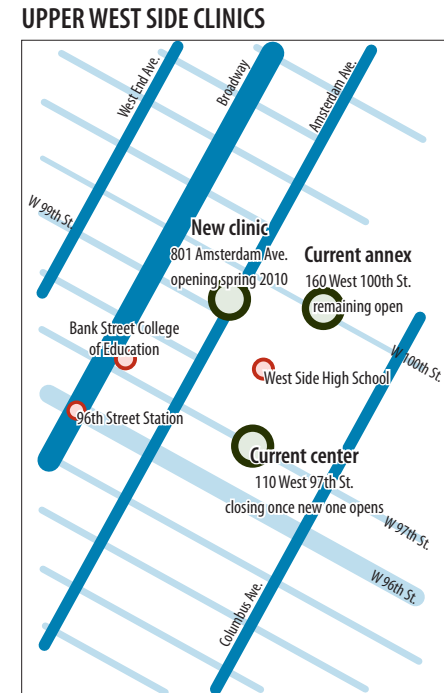 UPPER WEST SIDE CLINICS
West End Ave.
Broadway
Amsterdam Ave.
W 99th St.
New clinic
801 Amsterdam Ave.
opening spring 2010
Current annex
160 West 100th St.
remaining open
Bank Street College
of Education
W 100th St.
West Side High School
96th Street Station
Current center
110 West 97th St.
closing once new one opens
W 97th St.
W 96th St.
Columbus Ave.